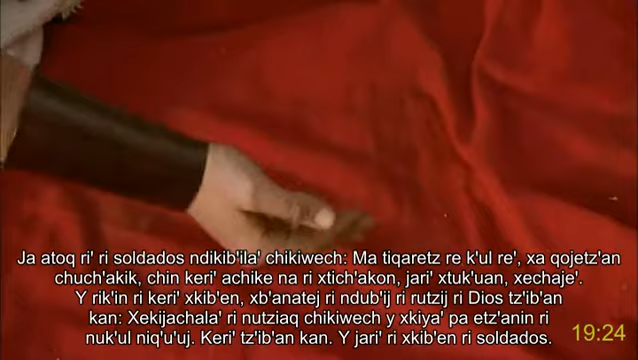 Ja atoq ri' ri soldados ndikib'ila' chikiwech: Ma tiqaretz re k'ul re', xa qojetz'an
chuch'akik, chin keri' achike na ri xtich'akon, jari' xtuk'uan, xechaje'.
Y rik'in ri keri' xkib'en, xb'anatej ri ndub'ij ri rutzij ri Dios tz'ib'an
kan: Xekijachala' ri nutziaq chikiwech y xkiya' pa etz'anin ri
nuk'ul niq'u'uj. Keri' tz'ib'an kan. Y jari' ri xkib'en ri soldados.
19:24